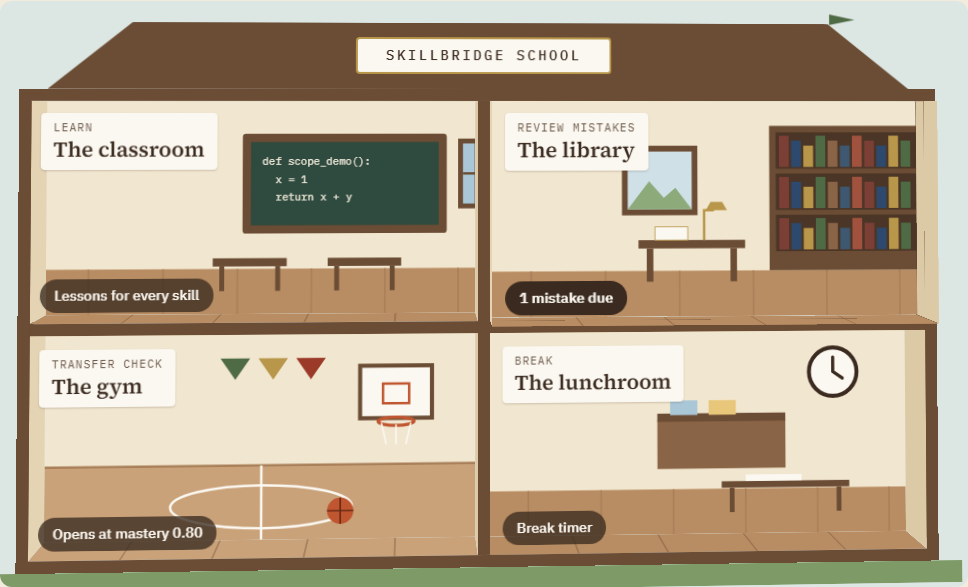 SKILLBRIDGE SCHOOL
LEARN
The classroom
def scope_demo():
  x = 1
  return x + y
Lessons for every skill
REVIEW MISTAKES
The library
1 mistake due
TRANSFER CHECK
The gym
Opens at mastery 0.80
BREAK
The lunchroom
Break timer